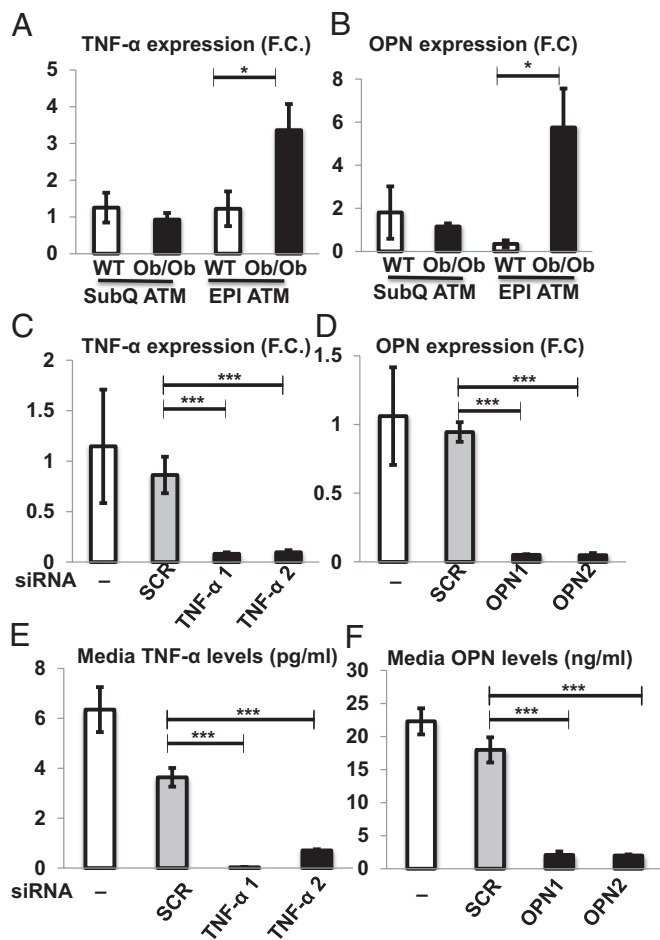 A
TNF-α expression (F.C.)
5
4
3
2
1
0
*
WT Ob/Ob WT Ob/Ob
SubQ ATM EPI ATM
B
OPN expression (F.C)
8
6
4
2
0
*
WT Ob/Ob WT Ob/Ob
SubQ ATM EPI ATM
C
TNF-α expression (F.C.)
2
1.5
1
0.5
0
***
***
siRNA – SCR TNF-α 1 TNF-α 2
D
OPN expression (F.C)
1.5
1
0.5
0
***
***
– SCR OPN1 OPN2
E
Media TNF-α levels (pg/ml)
8
6
4
2
0
***
***
siRNA – SCR TNF-α 1 TNF-α 2
F
Media OPN levels (ng/ml)
30
25
20
15
10
5
0
***
***
– SCR OPN1 OPN2